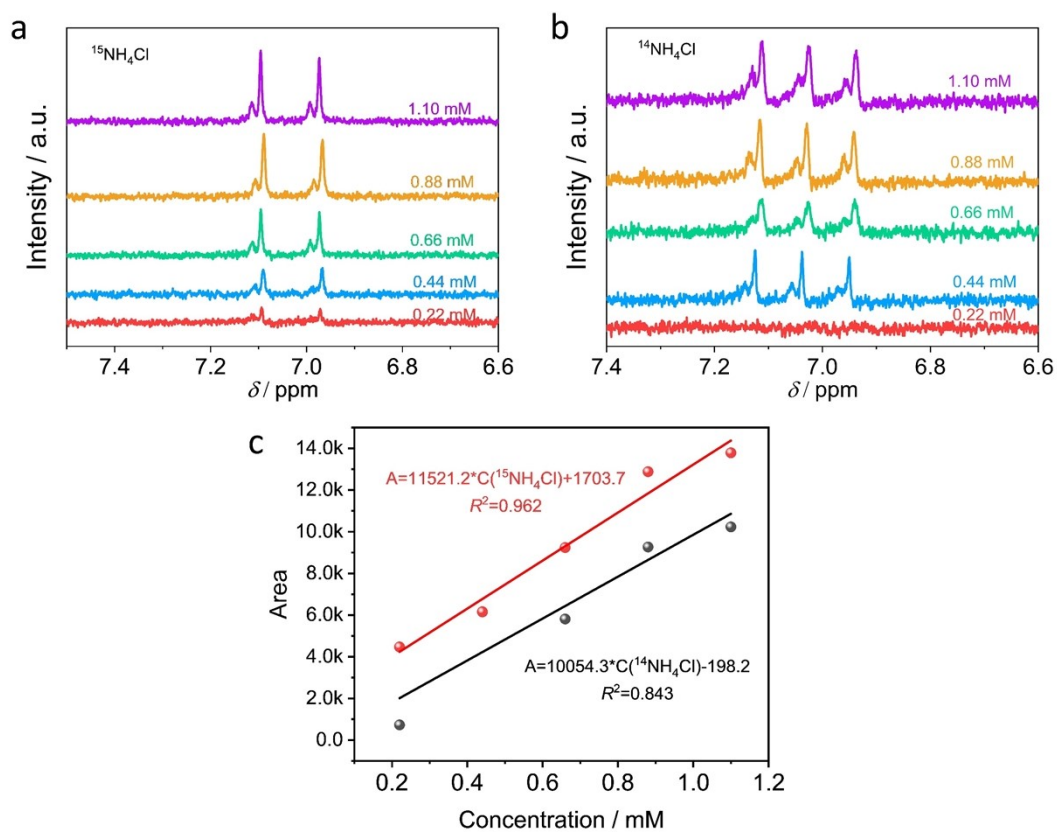 a
¹⁵NH₄Cl
1.10 mM
0.88 mM
0.66 mM
0.44 mM
0.22 mM
Intensity / a.u.
7.4 7.2 7.0 6.8 6.6
δ / ppm
b
¹⁴NH₄Cl
1.10 mM
0.88 mM
0.66 mM
0.44 mM
0.22 mM
Intensity / a.u.
7.4 7.2 7.0 6.8 6.6
δ / ppm
c
14.0k
12.0k
10.0k
8.0k
6.0k
4.0k
2.0k
0.0
Area
A=11521.2*C(¹⁵NH₄Cl)+1703.7
R²=0.962
A=10054.3*C(¹⁴NH₄Cl)-198.2
R²=0.843
0.2 0.4 0.6 0.8 1.0 1.2
Concentration / mM